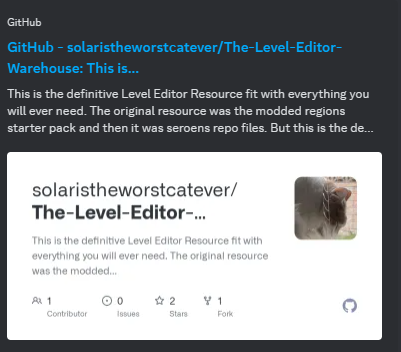 GitHub
GitHub - solaristheworstcatever/The-Level-Editor-
Warehouse: This is...
This is the definitive Level Editor Resource fit with everything you
will ever need. The original resource was the modded regions
starter pack and then it was seroens repo files. But this is the de...
solaristheworstcatever/
The-Level-Editor-...
This is the definitive Level Editor Resource fit with
everything you will ever need. The original resource
was the modded...
1 0 2 1
Contributor Issues Stars Fork